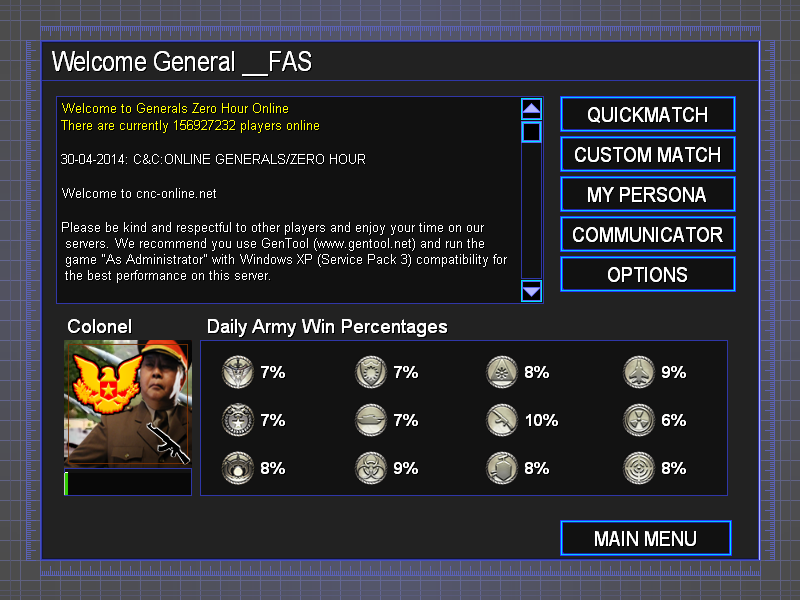 Welcome General __FAS
Welcome to Generals Zero Hour Online
There are currently 156927232 players online
30-04-2014: C&C:ONLINE GENERALS/ZERO HOUR
Welcome to cnc-online.net
Please be kind and respectful to other players and enjoy your time on our
servers. We recommend you use GenTool (www.gentool.net) and run the
game "As Administrator" with Windows XP (Service Pack 3) compatibility for
the best performance on this server.
QUICKMATCH
CUSTOM MATCH
MY PERSONA
COMMUNICATOR
OPTIONS
Colonel
Daily Army Win Percentages
7% 7% 8% 9%
7% 7% 10% 6%
8% 9% 8% 8%
MAIN MENU